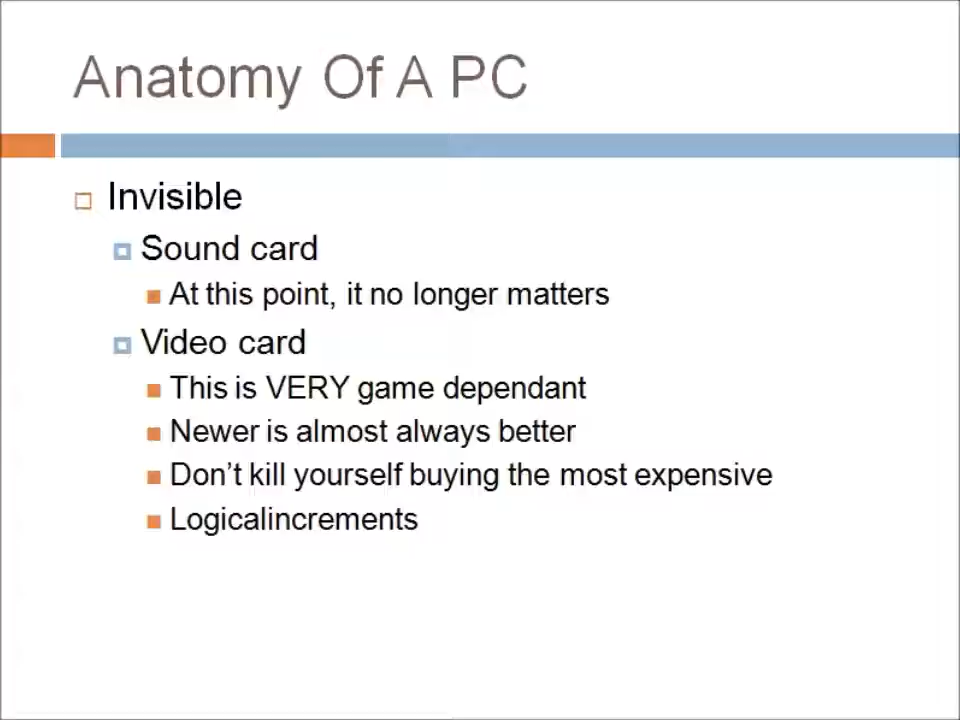 Anatomy Of A PC
Invisible
Sound card
At this point, it no longer matters
Video card
This is VERY game dependant
Newer is almost always better
Don’t kill yourself buying the most expensive
Logicalincrements